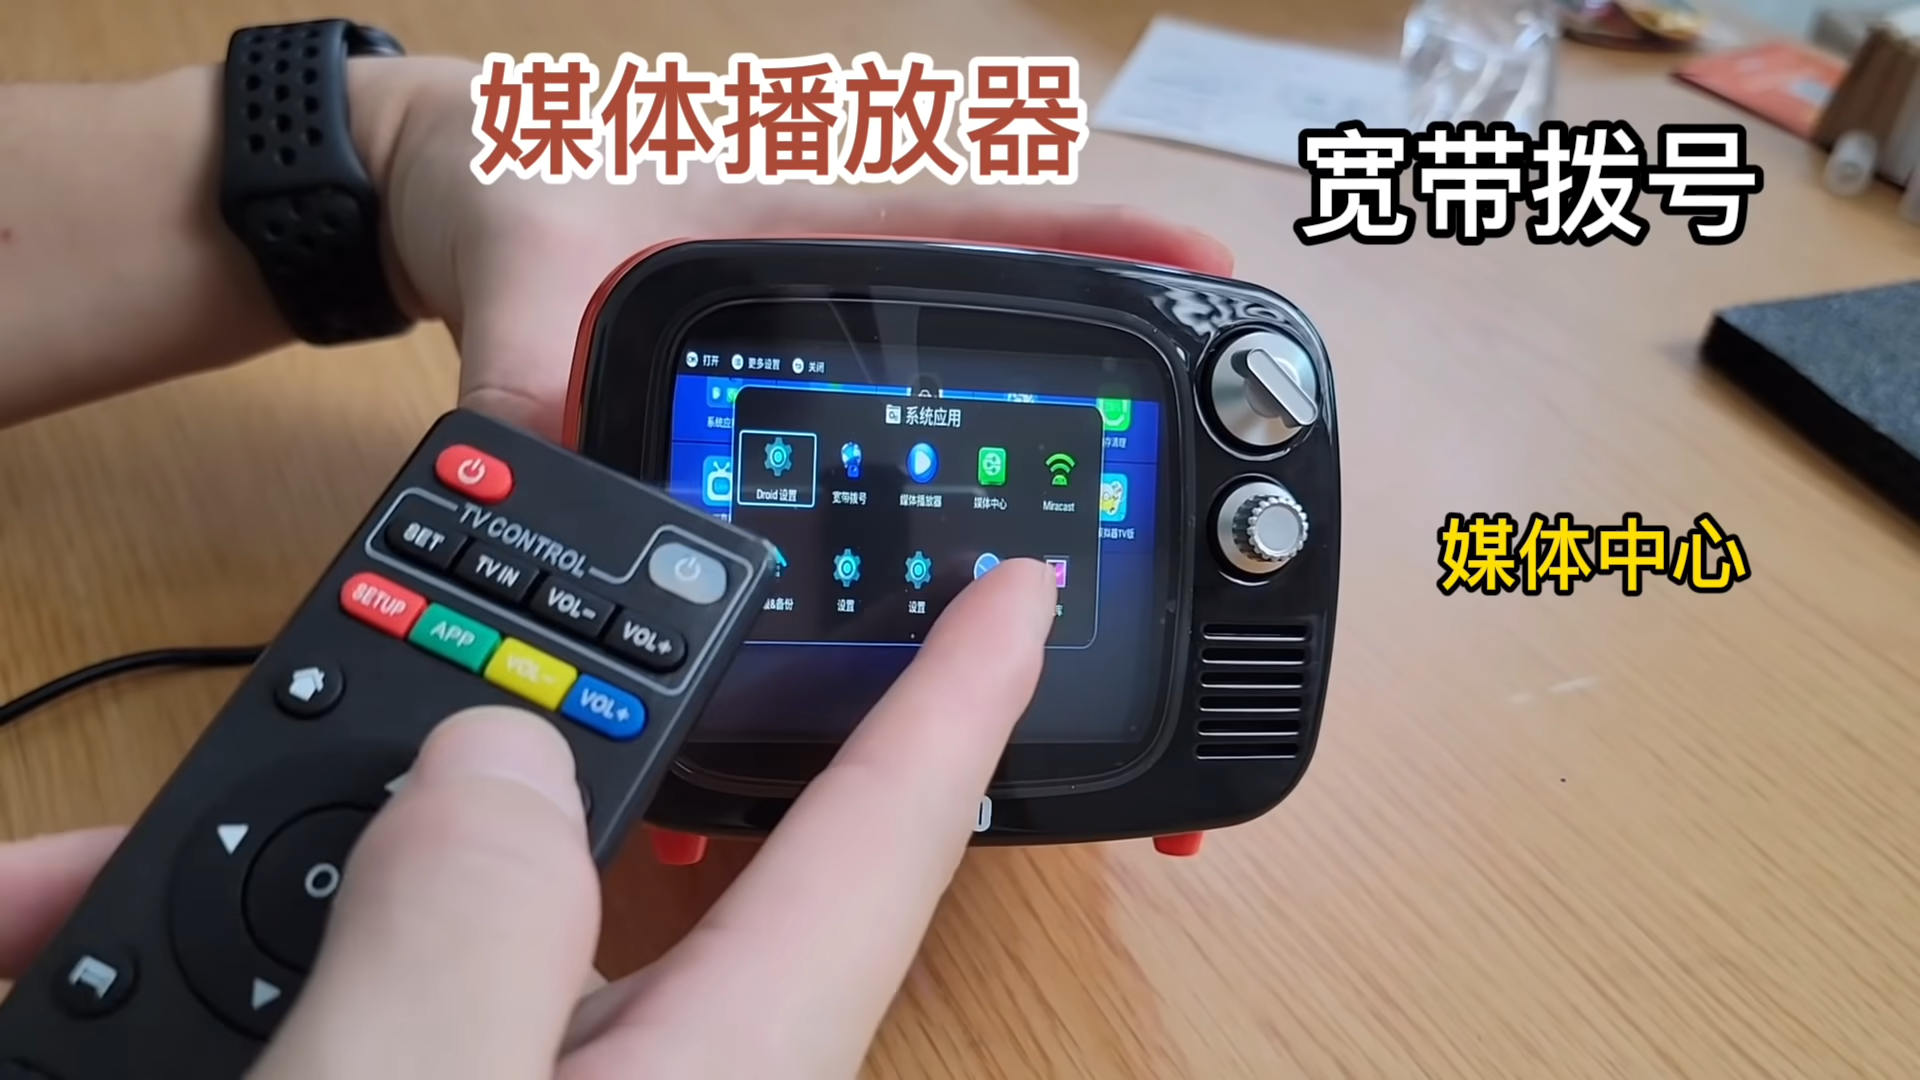 媒体播放器
宽带拨号
媒体中心
打开 更多设置 关闭
系统应用
Droid 设置 宽带拨号 媒体播放器 媒体中心 Miracast
&备份 设置 设置
TV CONTROL
SET TV IN VOL- VOL+
SETUP APP VOL- VOL+